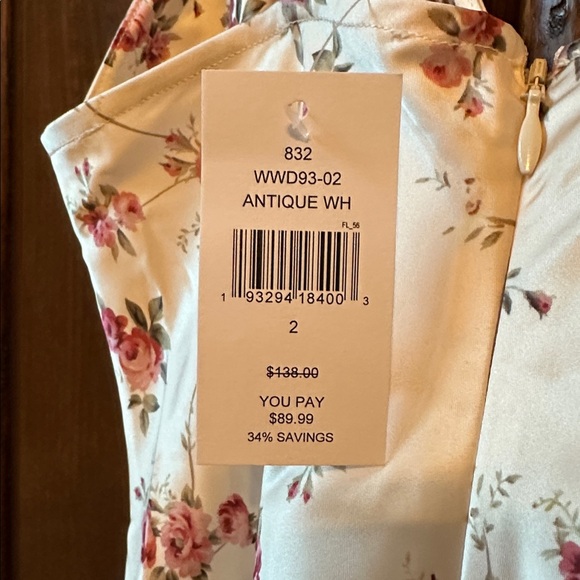 832
WWD93-02
ANTIQUE WH
FL_56
1 93294 18400 3
2
$138.00
YOU PAY
$89.99
34% SAVINGS